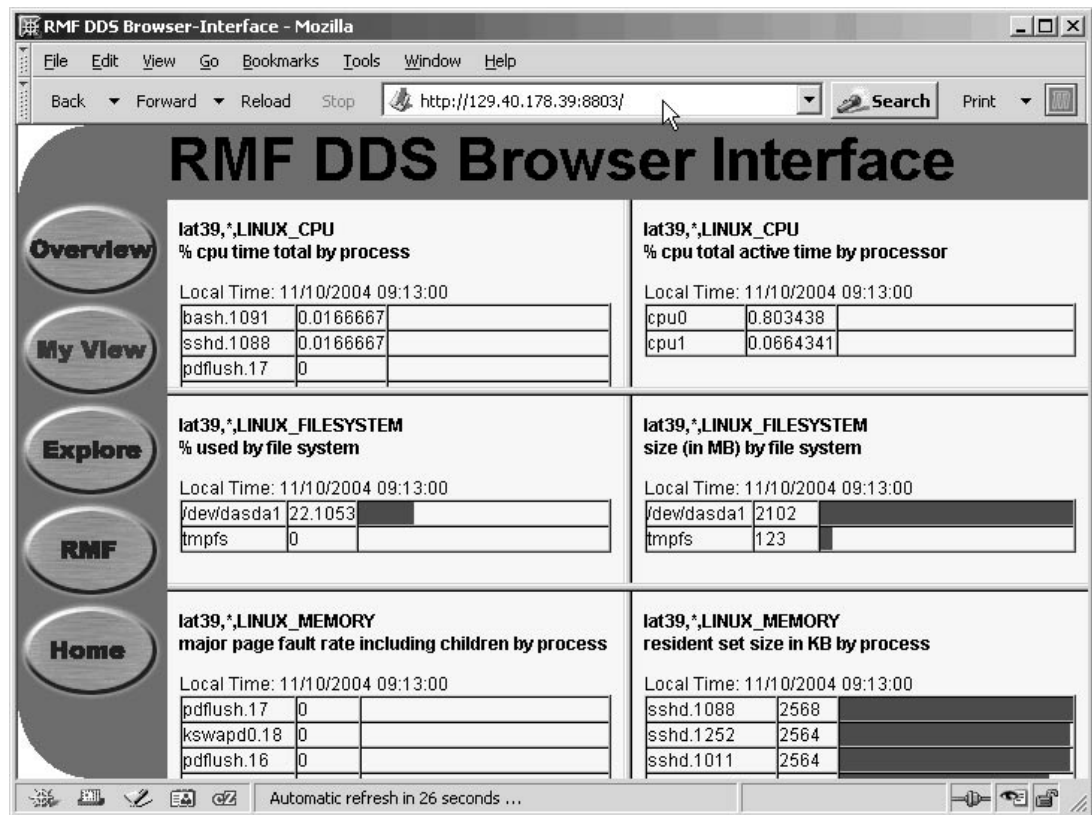 RMF DDS Browser-Interface - Mozilla
File Edit View Go Bookmarks Tools Window Help
Back Forward Reload Stop http://129.40.178.39:8803/ Search Print
RMF DDS Browser Interface
Overview
My View
Explore
RMF
Home
lat39,*,LINUX_CPU
% cpu time total by process
Local Time: 11/10/2004 09:13:00
bash.1091 0.0166667
sshd.1088 0.0166667
pdflush.17 0
lat39,*,LINUX_CPU
% cpu total active time by processor
Local Time: 11/10/2004 09:13:00
cpu0 0.803438
cpu1 0.0664341
lat39,*,LINUX_FILESYSTEM
% used by file system
Local Time: 11/10/2004 09:13:00
/dev/dasda1 22.1053
tmpfs 0
lat39,*,LINUX_FILESYSTEM
size (in MB) by file system
Local Time: 11/10/2004 09:13:00
/dev/dasda1 2102
tmpfs 123
lat39,*,LINUX_MEMORY
major page fault rate including children by process
Local Time: 11/10/2004 09:13:00
pdflush.17 0
kswapd0.18 0
pdflush.16 0
lat39,*,LINUX_MEMORY
resident set size in KB by process
Local Time: 11/10/2004 09:13:00
sshd.1088 2568
sshd.1252 2564
sshd.1011 2564
Automatic refresh in 26 seconds ...